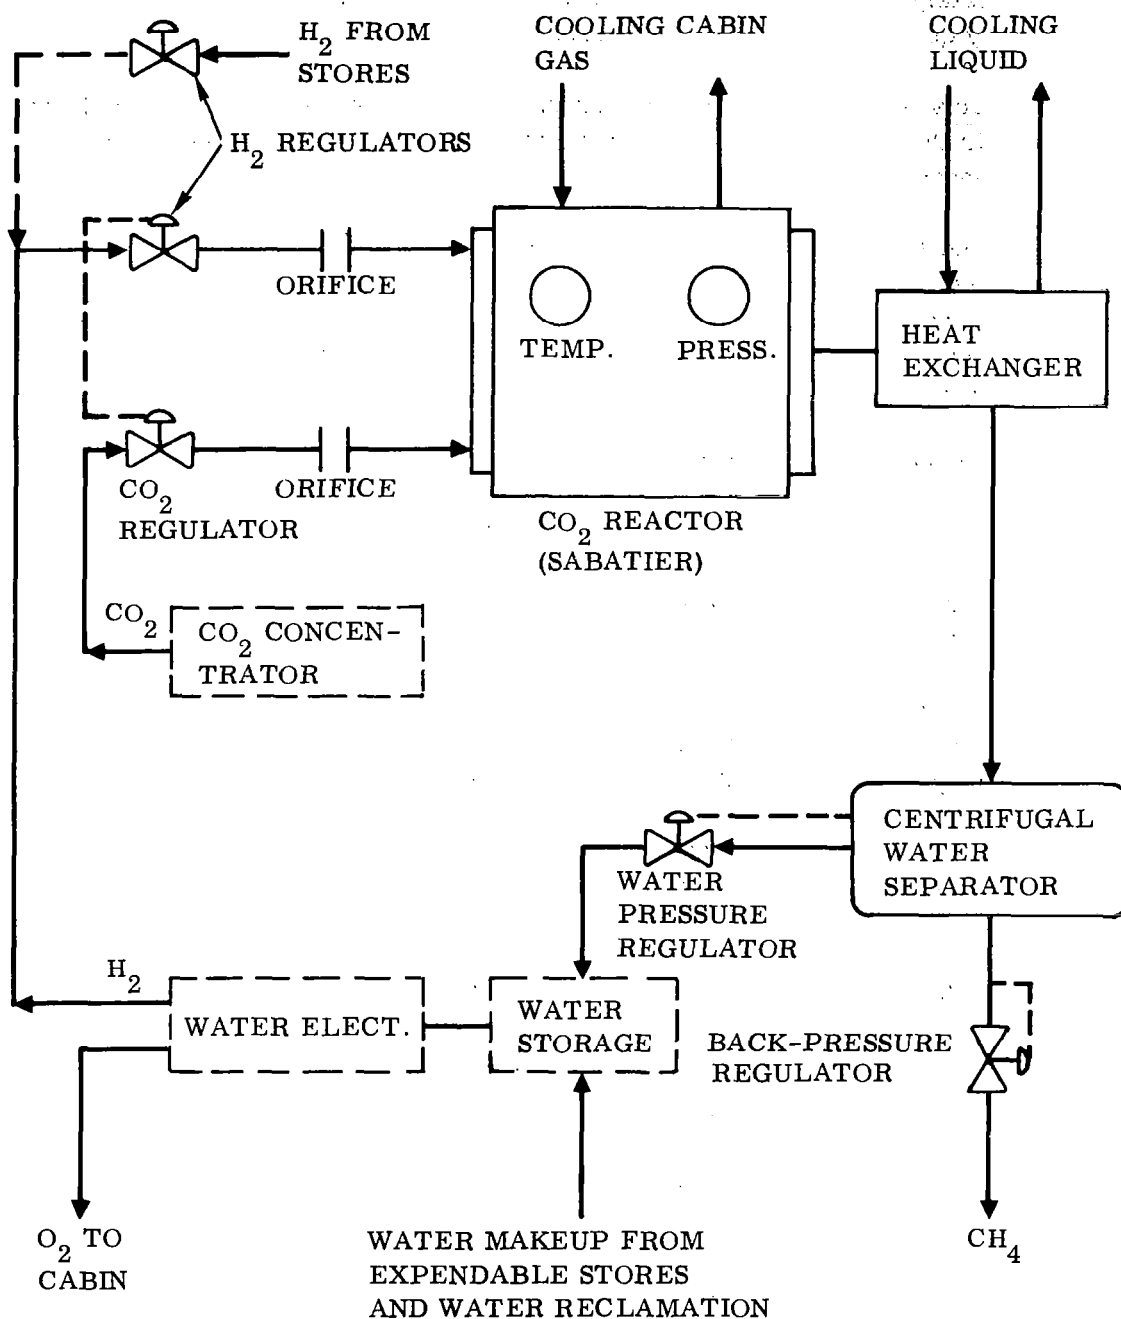 H2 FROM
STORES
COOLING CABIN
GAS
COOLING
LIQUID
H2 REGULATORS
ORIFICE
TEMP.
PRESS.
HEAT
EXCHANGER
CO2
REGULATOR
ORIFICE
CO2 REACTOR
(SABATIER)
CO2
CO2 CONCEN-
TRATOR
CENTRIFUGAL
WATER
SEPARATOR
WATER
PRESSURE
REGULATOR
H2
WATER ELECT.
WATER
STORAGE
BACK-PRESSURE
REGULATOR
O2 TO
CABIN
WATER MAKEUP FROM
EXPENDABLE STORES
AND WATER RECLAMATION
CH4